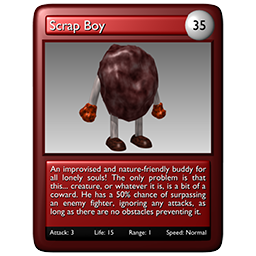 Scrap Boy
35
An improvised and nature-friendly buddy for
all lonely souls! The only problem is that
this... creature, or whatever it is, is a bit of a
coward. He has a 50% chance of surpassing
an enemy fighter, ignoring any attacks, as
long as there are no obstacles preventing it.
Attack: 3 Life: 15 Range: 1 Speed: Normal